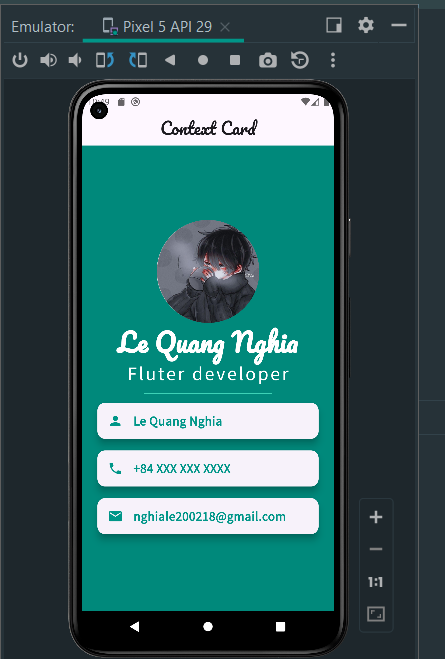 Emulator: Pixel 5 API 29
Context Card
Le Quang Nghia
Fluter developer
Le Quang Nghia
+84 XXX XXX XXXX
nghiale200218@gmail.com
1:1